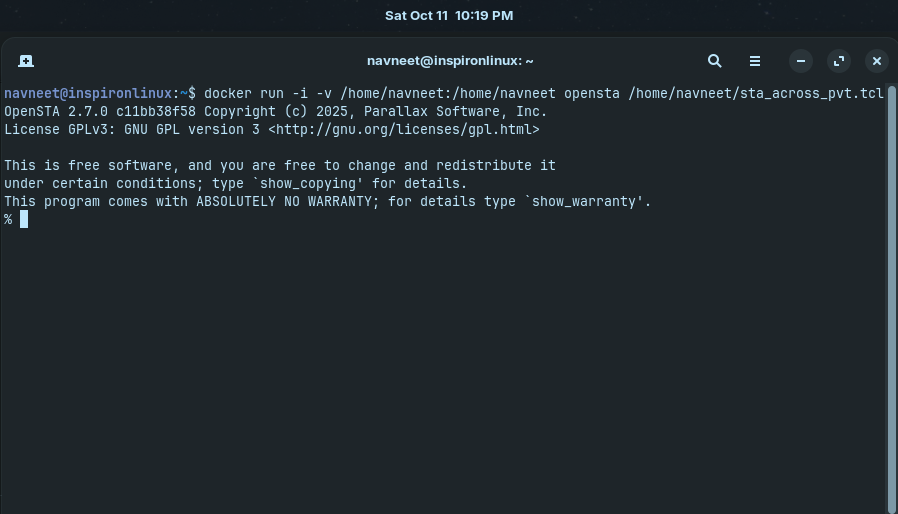 Sat Oct 11 10:19 PM
navneet@inspironlinux: ~
navneet@inspironlinux:~$ docker run -i -v /home/navneet:/home/navneet opensta /home/navneet/sta_across_pvt.tcl
OpenSTA 2.7.0 c11bb38f58 Copyright (c) 2025, Parallax Software, Inc.
License GPLv3: GNU GPL version 3 <http://gnu.org/licenses/gpl.html>
This is free software, and you are free to change and redistribute it
under certain conditions; type `show_copying' for details.
This program comes with ABSOLUTELY NO WARRANTY; for details type `show_warranty'.
%